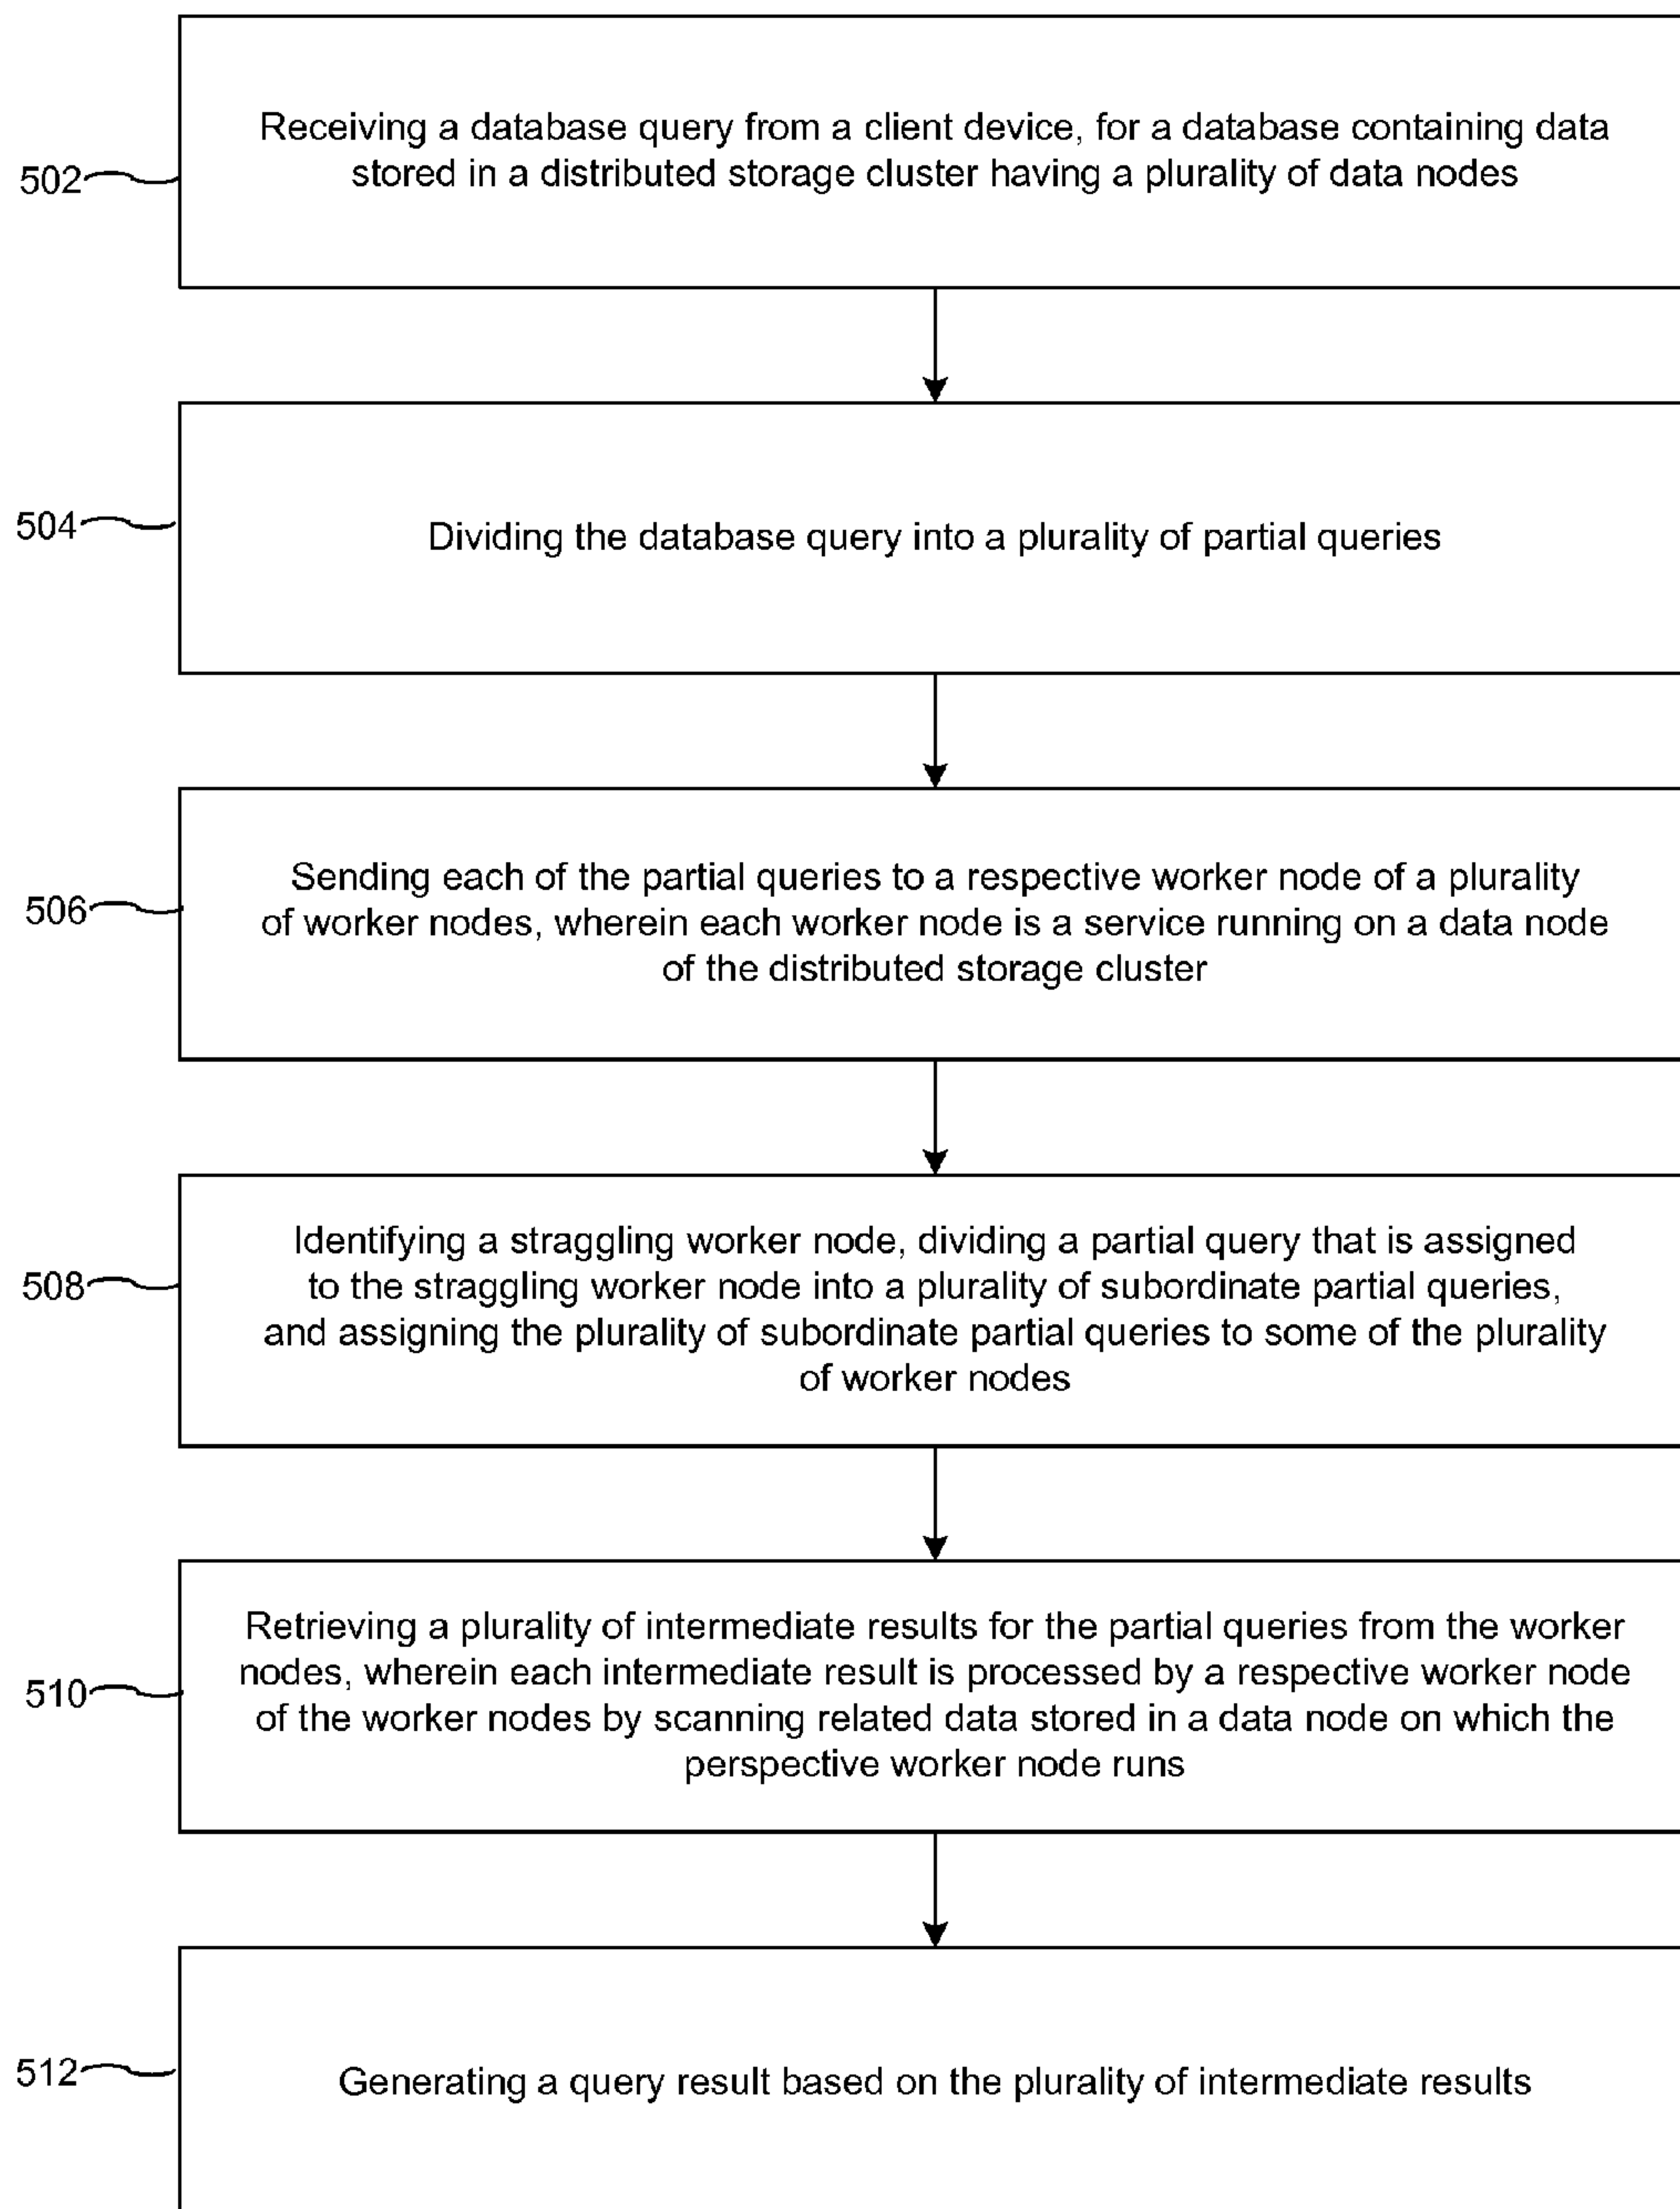 Receiving a database query from a client device, for a database containing data
stored in a distributed storage cluster having a plurality of data nodes
502
504
Dividing the database query into a plurality of partial queries
Sending each of the partial queries to a respective worker node of a plurality
of worker nodes, wherein each worker node is a service running on a data node
of the distributed storage cluster
506
Identifying a straggling worker node, dividing a partial query that is assigned
to the straggling worker node into a plurality of subordinate partial queries,
and assigning the plurality of subordinate partial queries to some of the plurality
of worker nodes
508
Retrieving a plurality of intermediate results for the partial queries from the worker
nodes, wherein each intermediate result is processed by a respective worker node
of the worker nodes by scanning related data stored in a data node on which the
perspective worker node runs
510
512
Generating a query result based on the plurality of intermediate results